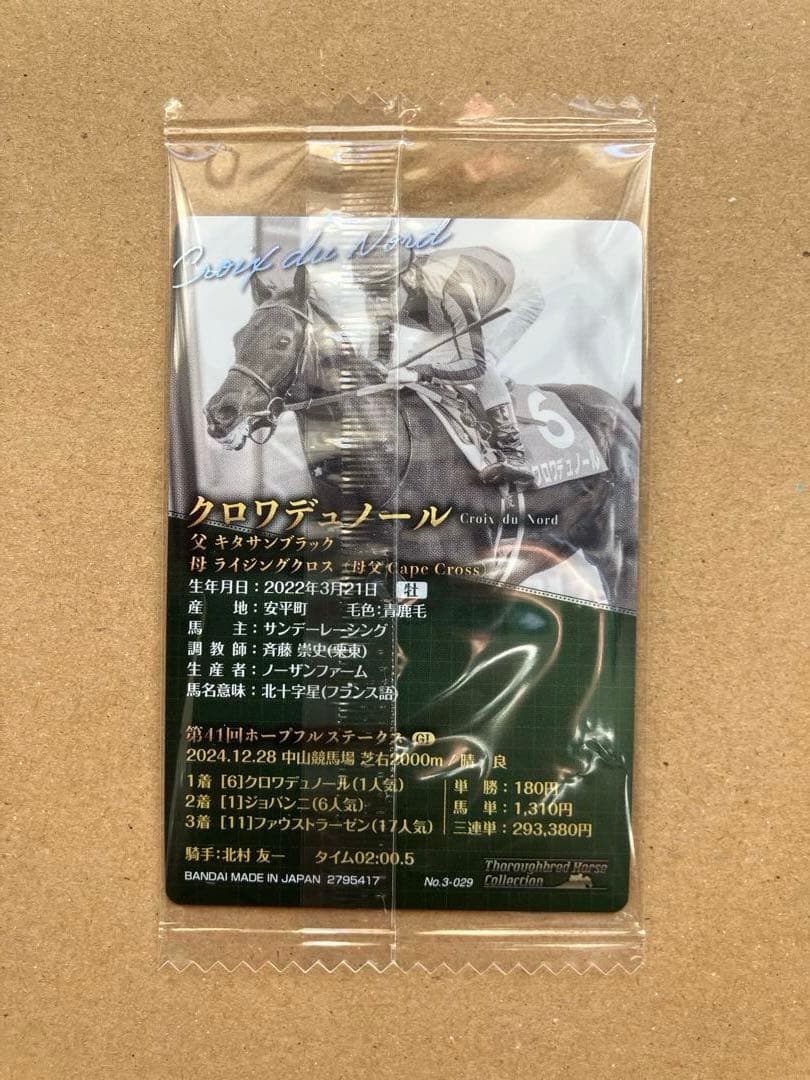 Croix du Nord
6
クロワデュノール
クロワデュノール Croix du Nord
父 キタサンブラック
母 ライジングクロス (母父 Cape Cross)
生年月日:2022年3月21日 牡
産 地:安平町 毛色:青鹿毛
馬 主:サンデーレーシング
調教師:斉藤 崇史(栗東)
生産者:ノーザンファーム
馬名意味:北十字星(フランス語)
第41回ホープフルステークス GI
2024.12.28 中山競馬場 芝右2000m / 晴・良
1着 [6]クロワデュノール(1人気) 単 勝:180円
2着 [1]ジョバンニ(6人気) 馬 単:1,310円
3着 [11]ファウストラーゼン(17人気) 三連単:293,380円
騎手:北村 友一 タイム02:00.5
BANDAI MADE IN JAPAN 2795417 No.3-029 Thoroughbred Horse
Collection